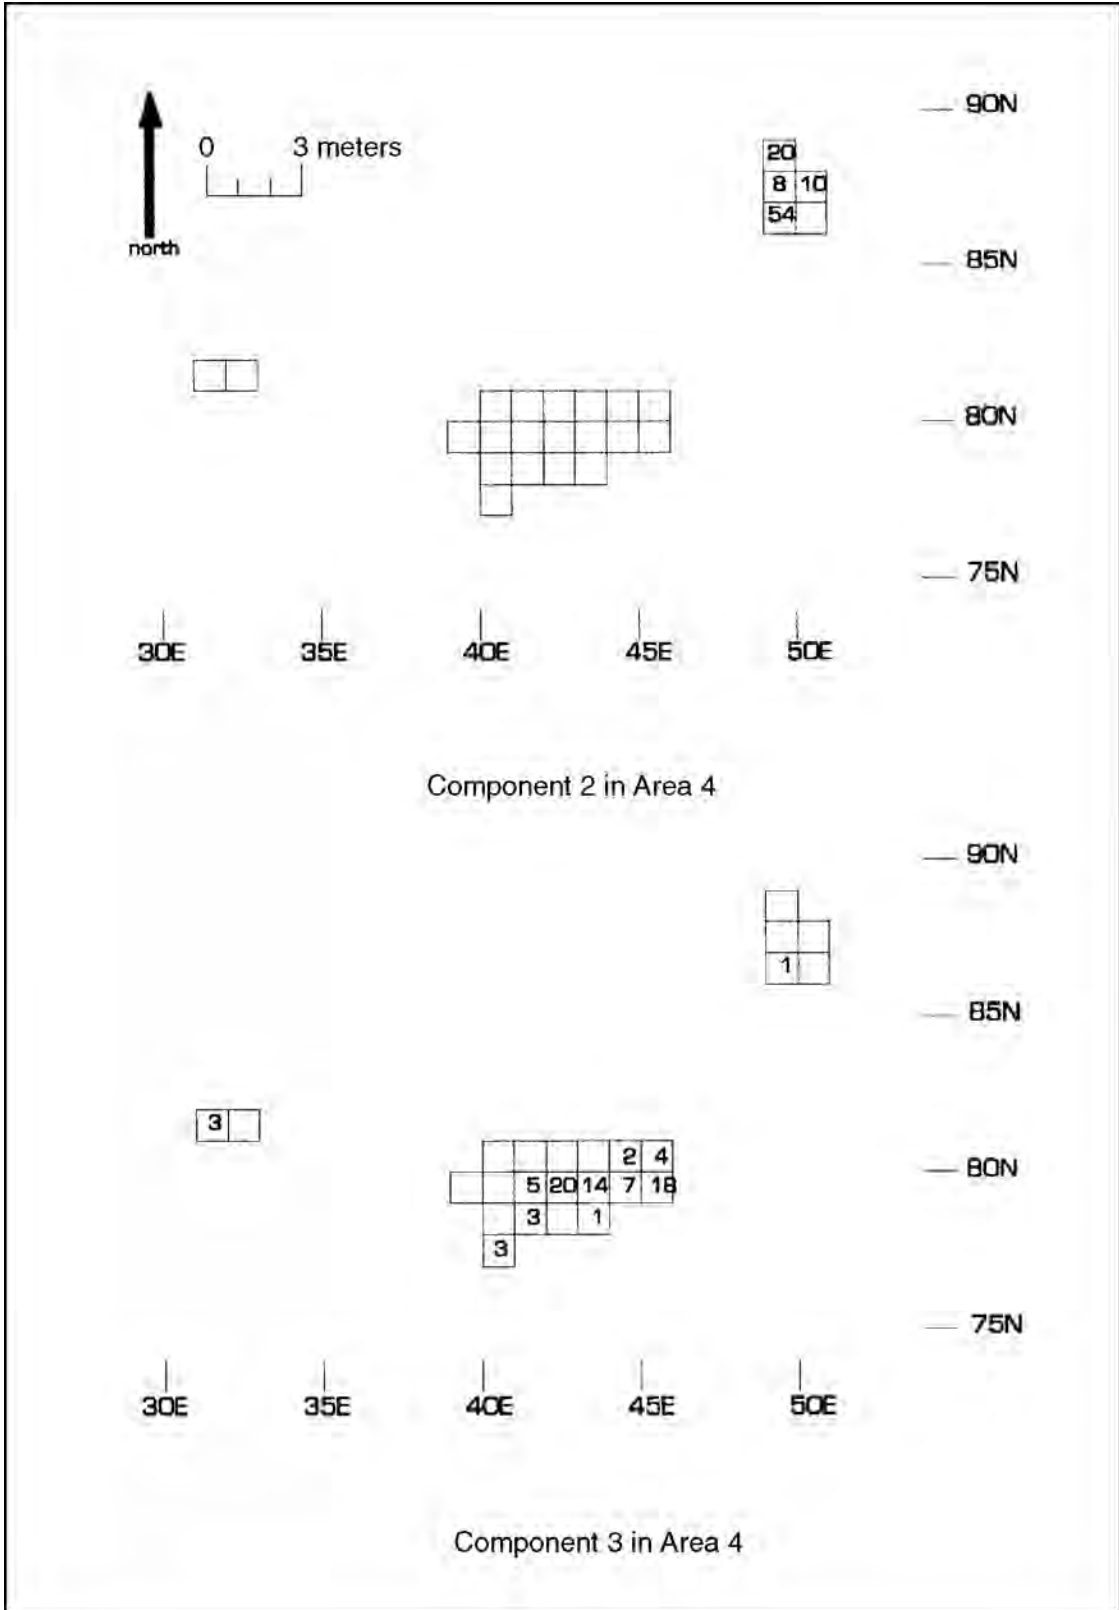 90N
0 3 meters
20
8 10
54
north
85N
80N
75N
30E 35E 40E 45E 50E
Component 2 in Area 4
90N
1
85N
3
2 4
80N
5 20 14 7 18
3 1
3
75N
30E 35E 40E 45E 50E
Component 3 in Area 4